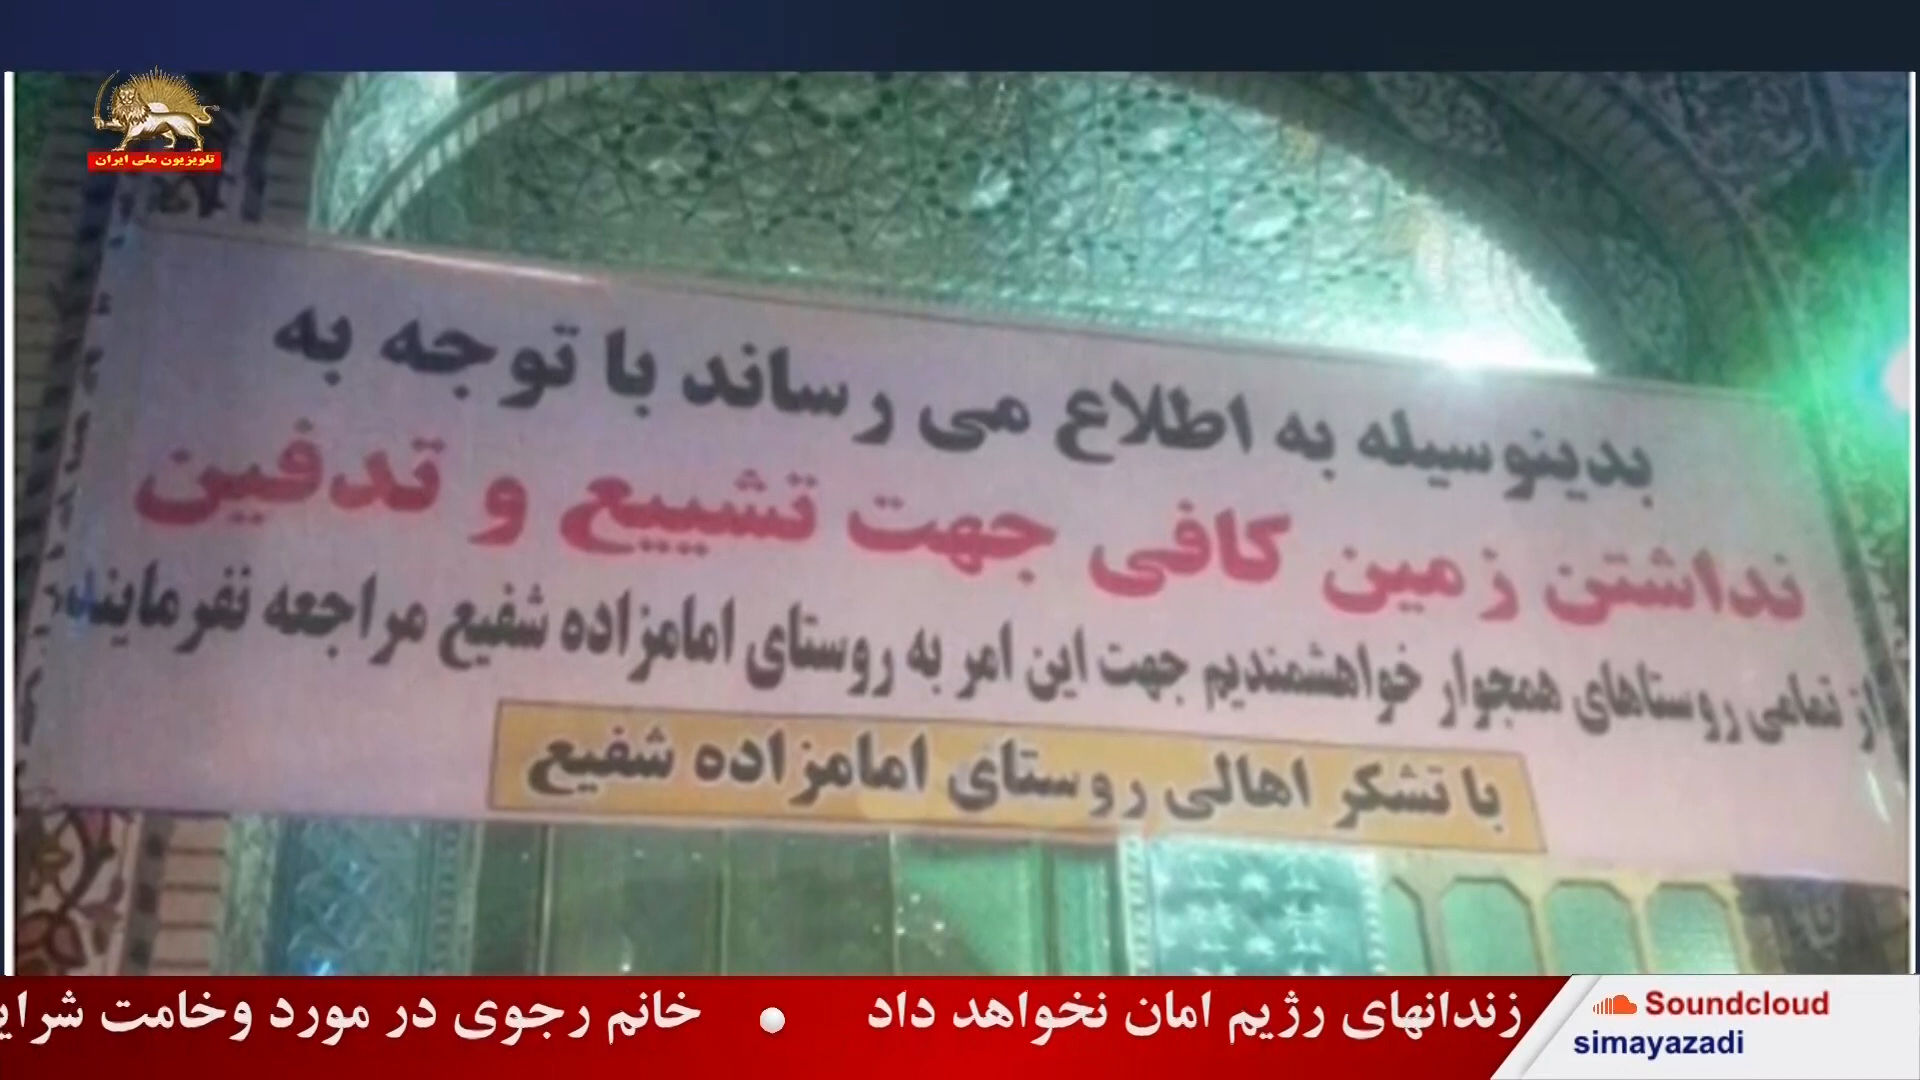 تلویزیون ملی ایران
بدینوسیله به اطلاع می رساند با توجه به
نداشتن زمین کافی جهت تشییع و تدفین
از تمامی روستاهای همجوار خواهشمندیم جهت این امر به روستای امامزاده شفیع مراجعه نفرمایند
با تشکر اهالی روستای امامزاده شفیع
زندانهای رژیم امان نخواهد داد • خانم رجوی در مورد وخامت
Soundcloud
simayazadi